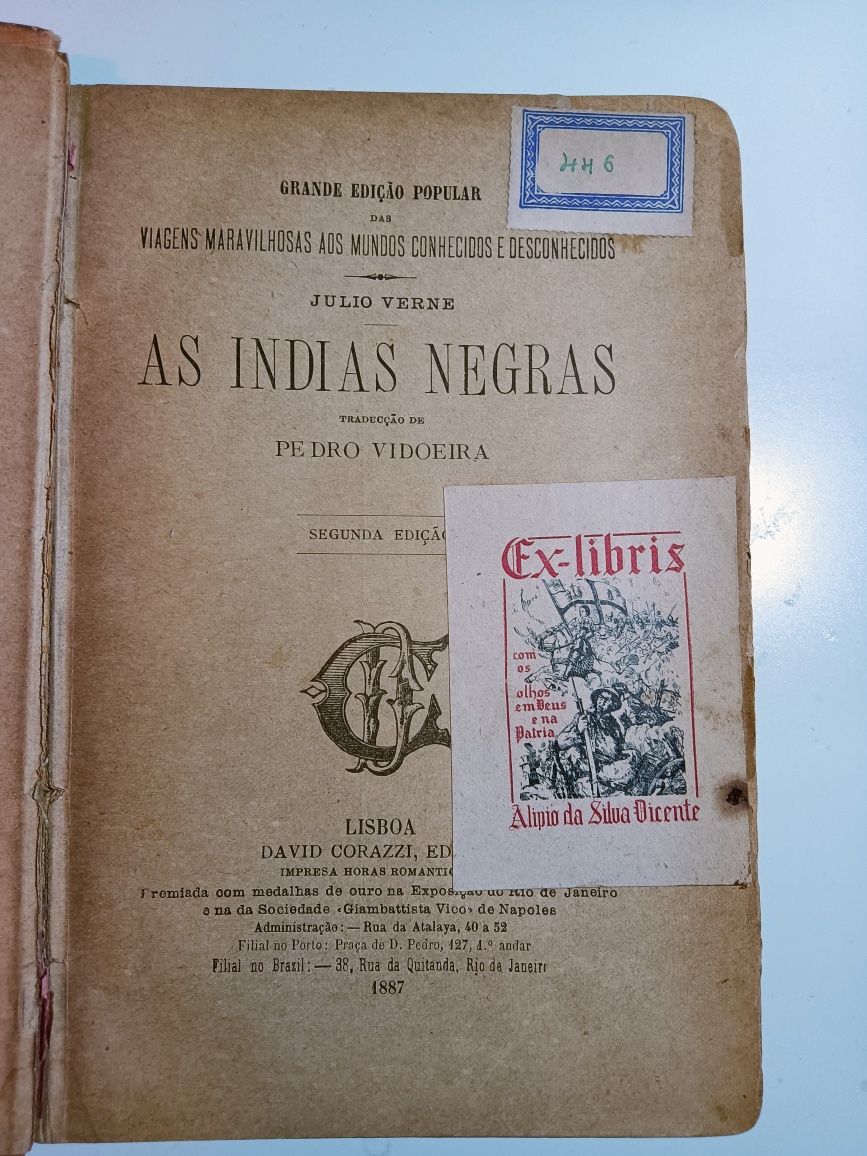 446
GRANDE EDIÇÃO POPULAR
DAS
VIAGENS MARAVILHOSAS AOS MUNDOS CONHECIDOS E DESCONHECIDOS
JULIO VERNE
AS INDIAS NEGRAS
TRADUCÇÃO DE
PEDRO VIDOEIRA
SEGUNDA EDIÇÃO
Ex-libris
com
os
olhos
em Deus
e na
Patria
Alipio da Silva Vicente
LISBOA
DAVID CORAZZI, ED
IMPRESA HORAS ROMANTIC
Premiada com medalhas de ouro na Exposição do Rio de Janeiro
e na da Sociedade «Giambattista Vico» de Napoles
Administração: — Rua da Atalaya, 40 a 52
Filial no Porto: Praça de D. Pedro, 127, 1.º andar
Filial no Brazil: — 38, Rua da Quitanda, Rio de Janeiro
1887